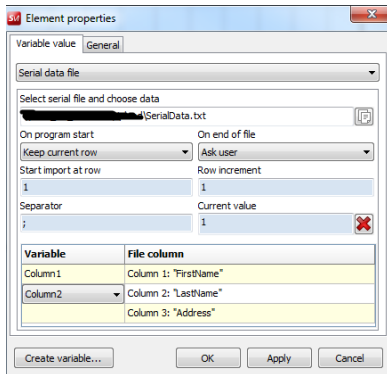 SVI Element properties
Variable value General
Serial data file
Select serial file and choose data
\SerialData.txt
On program start On end of file
Keep current row Ask user
Start import at row Row increment
1 1
Separator Current value
; 1
Variable File column
Column1 Column 1: "FirstName"
Column2 Column 2: "LastName"
Column 3: "Address"
Create variable... OK Apply Cancel